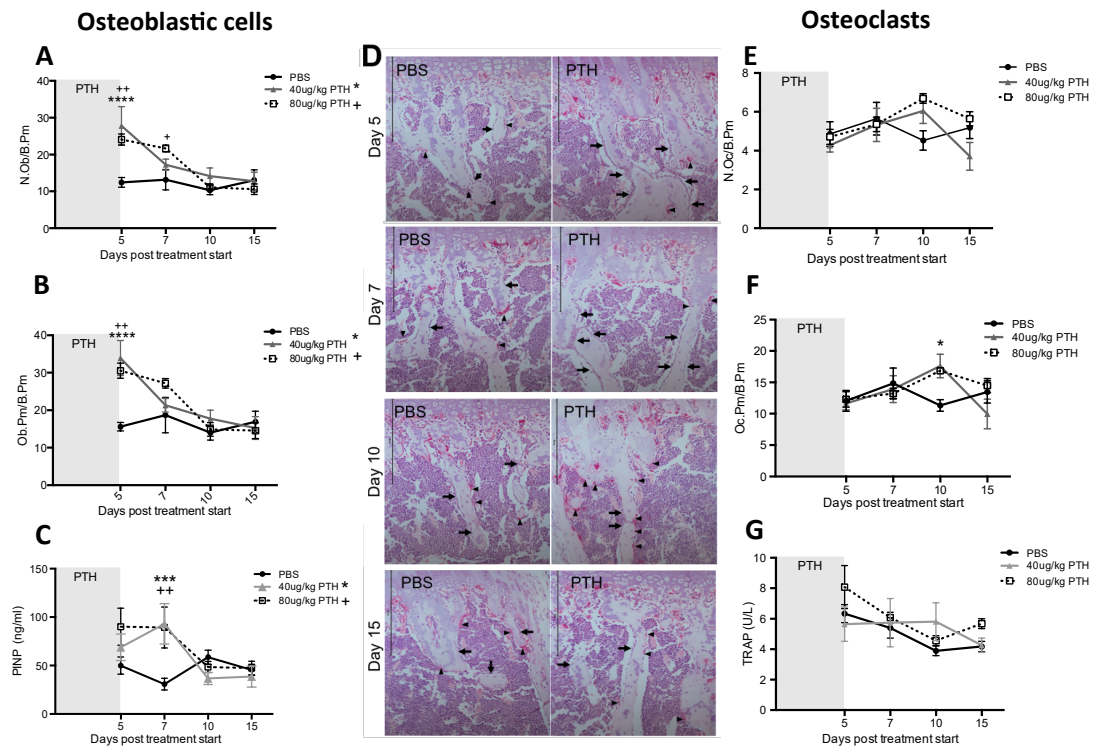 Osteoblastic cells
Osteoclasts
A
PTH
++
****
+
PBS
40ug/kg PTH *
80ug/kg PTH +
N.Ob/B.Pm
40
30
20
10
0
5 7 10 15
Days post treatment start
B
PTH
++
****
PBS
40ug/kg PTH *
80ug/kg PTH +
Ob.Pm/B.Pm
40
30
20
10
0
5 7 10 15
Days post treatment start
C
PTH
***
++
PBS
40ug/kg PTH *
80ug/kg PTH +
PINP (ng/ml)
150
100
50
0
5 7 10 15
Days post treatment start
D
PBS PTH
Day 5
PBS PTH
Day 7
PBS PTH
Day 10
PBS PTH
Day 15
E
PTH
PBS
40ug/kg PTH
80ug/kg PTH
N.Oc/B.Pm
8
6
4
2
0
5 7 10 15
Days post treatment start
F
PTH
*
PBS
40ug/kg PTH
80ug/kg PTH
Oc.Pm/B.Pm
25
20
15
10
5
0
5 7 10 15
Days post treatment start
G
PTH
PBS
40ug/kg PTH
80ug/kg PTH
TRAP (U/L)
10
8
6
4
2
0
5 7 10 15
Days post treatment start